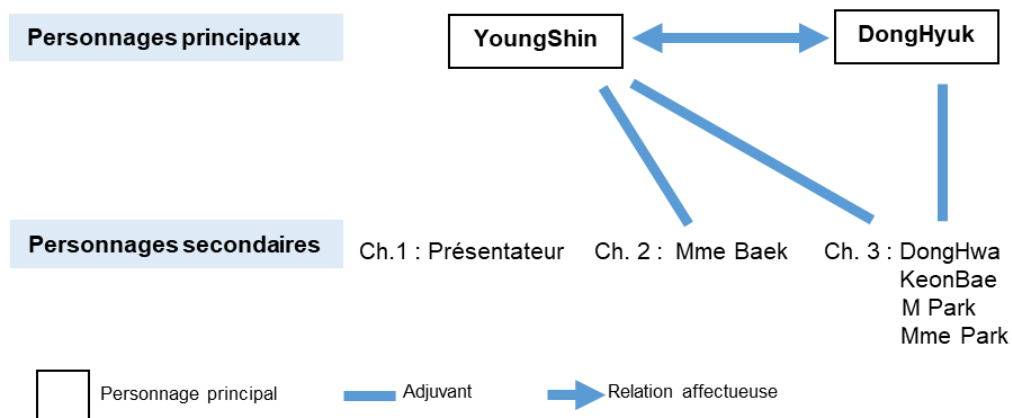 Personnages principaux
YoungShin
DongHyuk
Personnages secondaires
Ch.1 : Présentateur
Ch. 2 : Mme Baek
Ch. 3 : DongHwa
KeonBae
M Park
Mme Park
Personnage principal
Adjuvant
Relation affectueuse